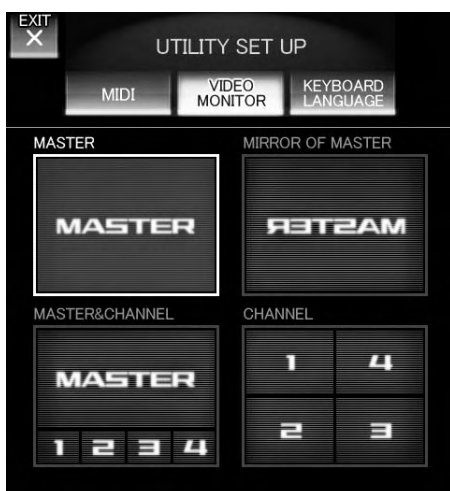 EXIT
X
UTILITY SET UP
MIDI
VIDEO
MONITOR
KEYBOARD
LANGUAGE
MASTER
MIRROR OF MASTER
MASTER
MASTER
MASTER&CHANNEL
CHANNEL
MASTER
1 2 3 4
1 4
2 3